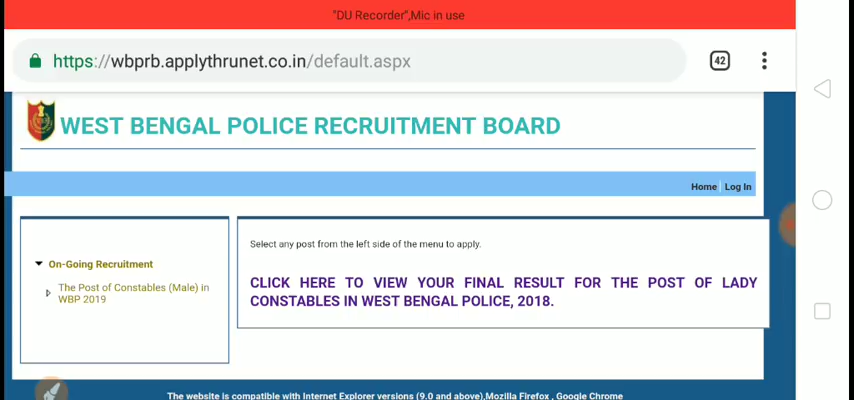 "DU Recorder",Mic in use
https://wbprb.applythrunet.co.in/default.aspx
42
WEST BENGAL POLICE RECRUITMENT BOARD
Home Log In
On-Going Recruitment
The Post of Constables (Male) in
WBP 2019
Select any post from the left side of the menu to apply.
CLICK HERE TO VIEW YOUR FINAL RESULT FOR THE POST OF LADY
CONSTABLES IN WEST BENGAL POLICE, 2018.
The website is compatible with Internet Explorer versions (9.0 and above),Mozilla Firefox , Google Chrome